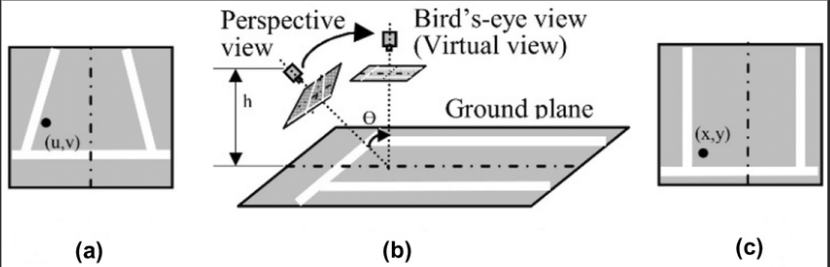 (u,v)
(a)
Perspective
view
Bird's-eye view
(Virtual view)
h
Θ
Ground plane
(b)
(x,y)
(c)